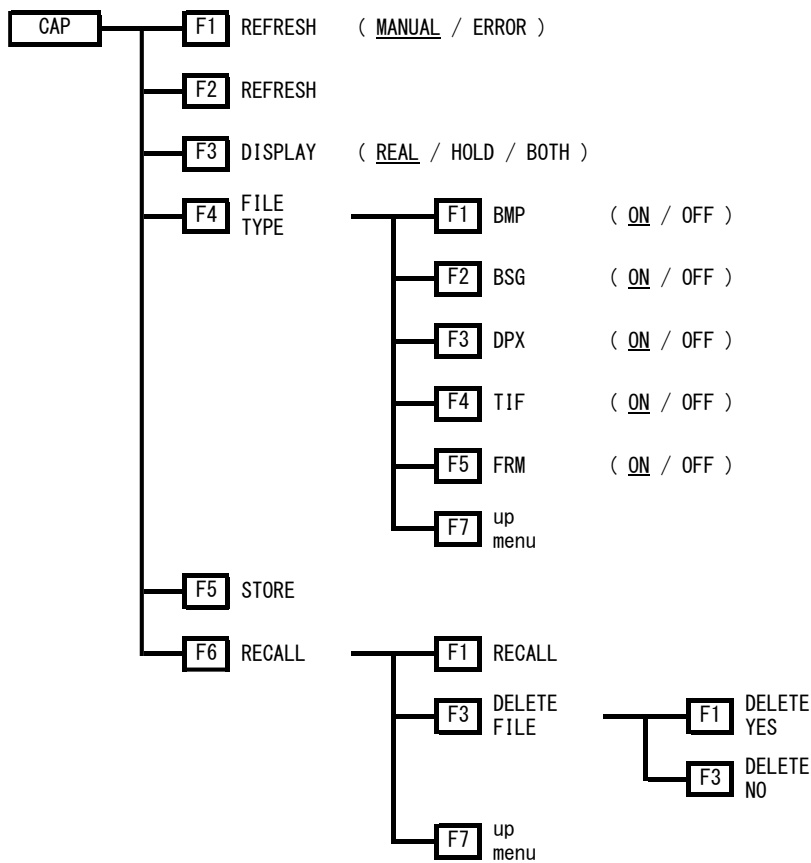 CAP F1 REFRESH ( MANUAL / ERROR )
F2 REFRESH
F3 DISPLAY ( REAL / HOLD / BOTH )
F4 FILE TYPE F1 BMP ( ON / OFF )
F2 BSG ( ON / OFF )
F3 DPX ( ON / OFF )
F4 TIF ( ON / OFF )
F5 FRM ( ON / OFF )
F7 up menu
F5 STORE
F6 RECALL F1 RECALL
F3 DELETE FILE F1 DELETE YES
F3 DELETE NO
F7 up menu